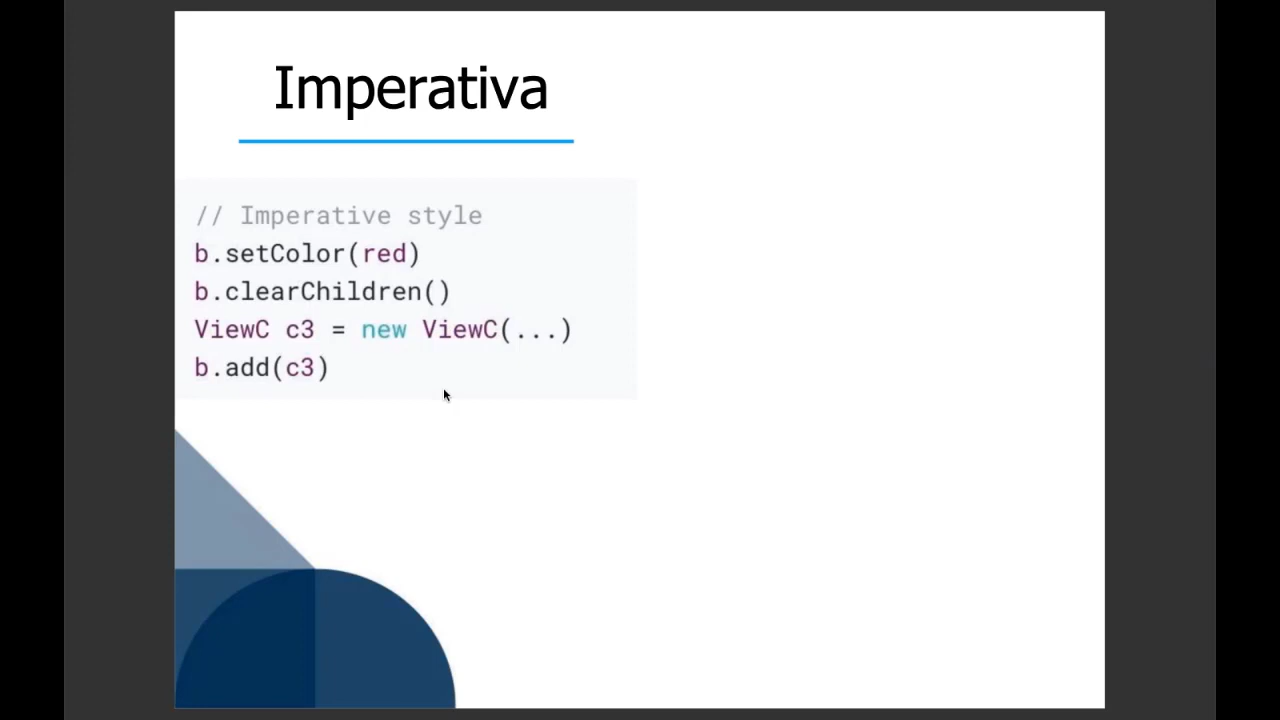 Imperativa
// Imperative style
b.setColor(red)
b.clearChildren()
ViewC c3 = new ViewC(...)
b.add(c3)